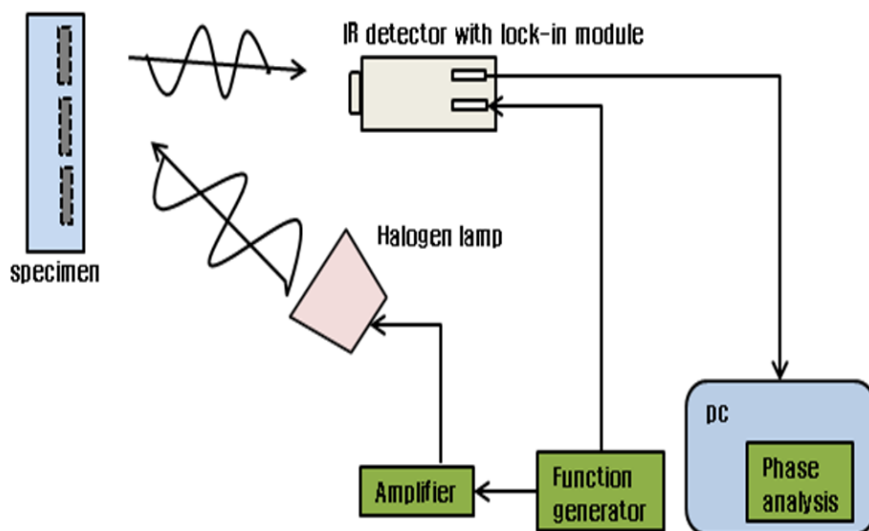 IR detector with lock-in module
Halogen lamp
specimen
pc
Amplifier
Function
generator
Phase
analysis